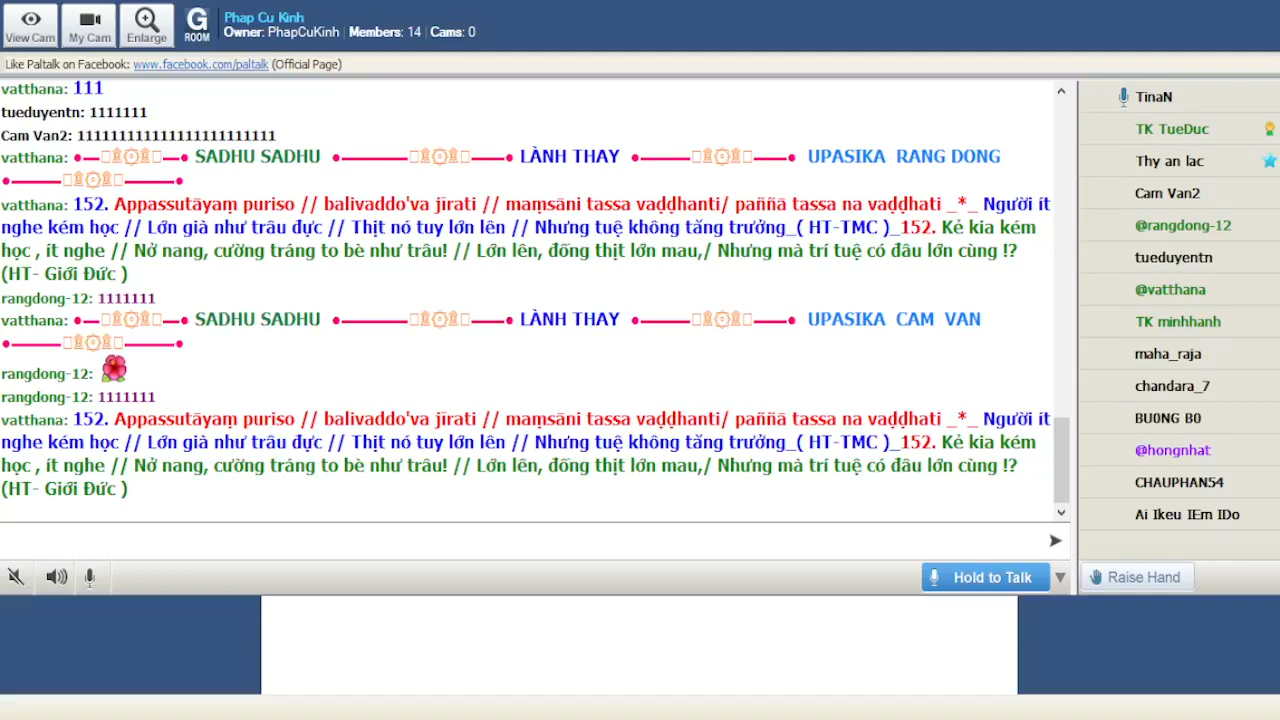 View Cam
My Cam
Enlarge
G
ROOM
Phap Cu Kinh
Owner: PhapCuKinh | Members: 14 | Cams: 0
Like Paltalk on Facebook: www.facebook.com/paltalk (Official Page)
vatthana: 111
tueduyentn: 1111111
Cam Van2: 111111111111111111111111
vatthana: SADHU SADHU LÀNH THAY UPASIKA RANG DONG
vatthana: 152. Appassutāyaṃ puriso // balivaddo'va jīrati // maṃsāni tassa vaḍḍhanti/ paññā tassa na vaḍḍhati _*_ Người ít
nghe kém học // Lớn già như trâu đực // Thịt nó tuy lớn lên // Nhưng tuệ không tăng trưởng_( HT-TMC )_152. Kẻ kia kém
học , ít nghe // Nở nang, cường tráng to bè như trâu! // Lớn lên, đống thịt lớn mau,/ Nhưng mà trí tuệ có đâu lớn cùng !?
(HT- Giới Đức )
rangdong-12: 1111111
vatthana: SADHU SADHU LÀNH THAY UPASIKA CAM VAN
rangdong-12:
rangdong-12: 1111111
vatthana: 152. Appassutāyaṃ puriso // balivaddo'va jīrati // maṃsāni tassa vaḍḍhanti/ paññā tassa na vaḍḍhati _*_ Người ít
nghe kém học // Lớn già như trâu đực // Thịt nó tuy lớn lên // Nhưng tuệ không tăng trưởng_( HT-TMC )_152. Kẻ kia kém
học , ít nghe // Nở nang, cường tráng to bè như trâu! // Lớn lên, đống thịt lớn mau,/ Nhưng mà trí tuệ có đâu lớn cùng !?
(HT- Giới Đức )
Hold to Talk
TinaN
TK TueDuc
Thy an lac
Cam Van2
@rangdong-12
tueduyentn
@vatthana
TK minhhanh
maha_raja
chandara_7
BU0NG B0
@hongnhat
CHAUPHAN54
Ai Ikeu IEm IDo
Raise Hand